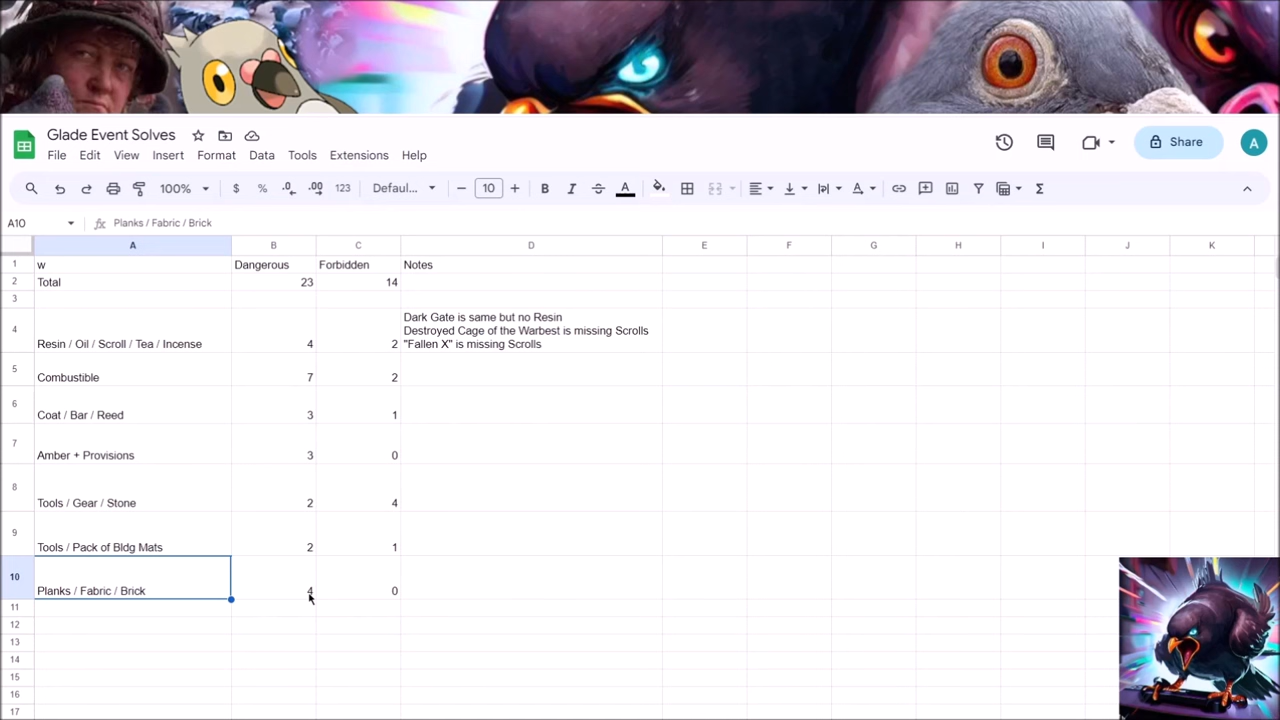 Glade Event Solves
File Edit View Insert Format Data Tools Extensions Help
Share
A
100% $ % .0 .00 123 Defaul... 10 B I A
A10 fx Planks / Fabric / Brick
A B C D E F G H I J K
1 w Dangerous Forbidden Notes
2 Total 23 14
3
Dark Gate is same but no Resin
4 Destroyed Cage of the Warbest is missing Scrolls
Resin / Oil / Scroll / Tea / Incense 4 2 "Fallen X" is missing Scrolls
5 Combustible 7 2
6 Coat / Bar / Reed 3 1
7 Amber + Provisions 3 0
8 Tools / Gear / Stone 2 4
9 Tools / Pack of Bldg Mats 2 1
10 Planks / Fabric / Brick 4 0
11
12
13
14
15
16
17